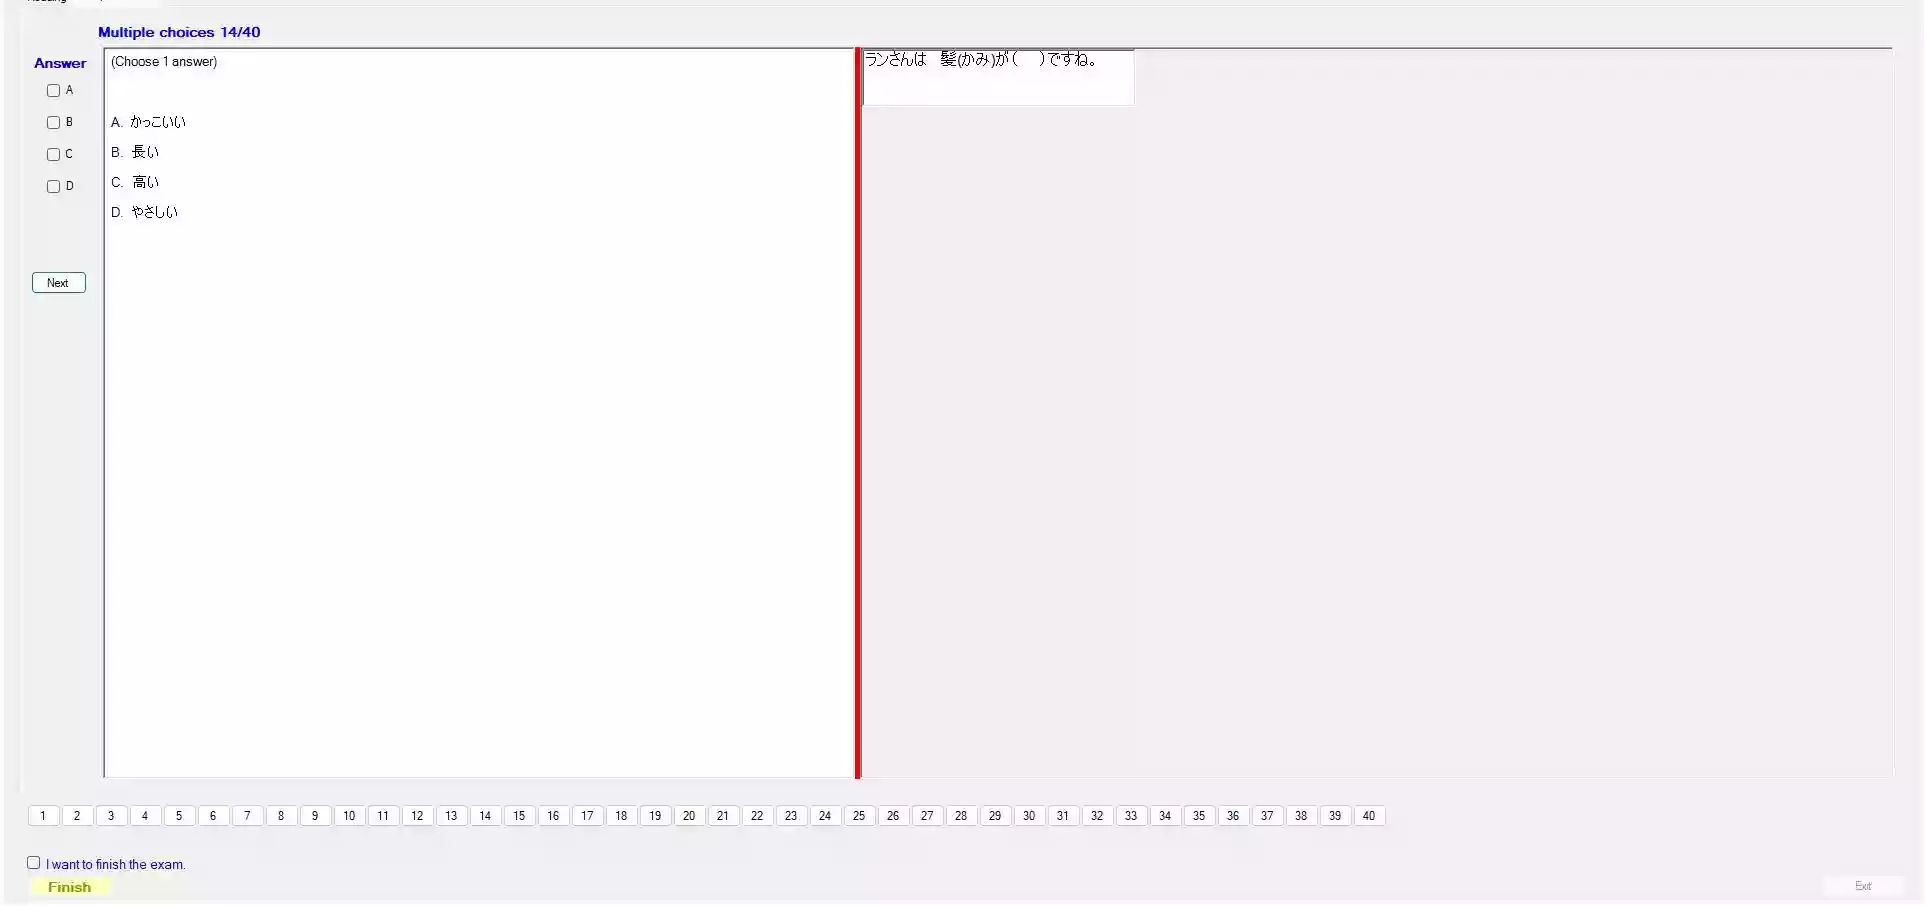 Multiple choices 14/40
Answer
A
B
C
D
Next
(Choose 1 answer)
A. かっこいい
B. 長い
C. 高い
D. やさしい
ランさんは　髪(かみ)が（　）ですね。
1 2 3 4 5 6 7 8 9 10 11 12 13 14 15 16 17 18 19 20 21 22 23 24 25 26 27 28 29 30 31 32 33 34 35 36 37 38 39 40
I want to finish the exam.
Finish
Exit